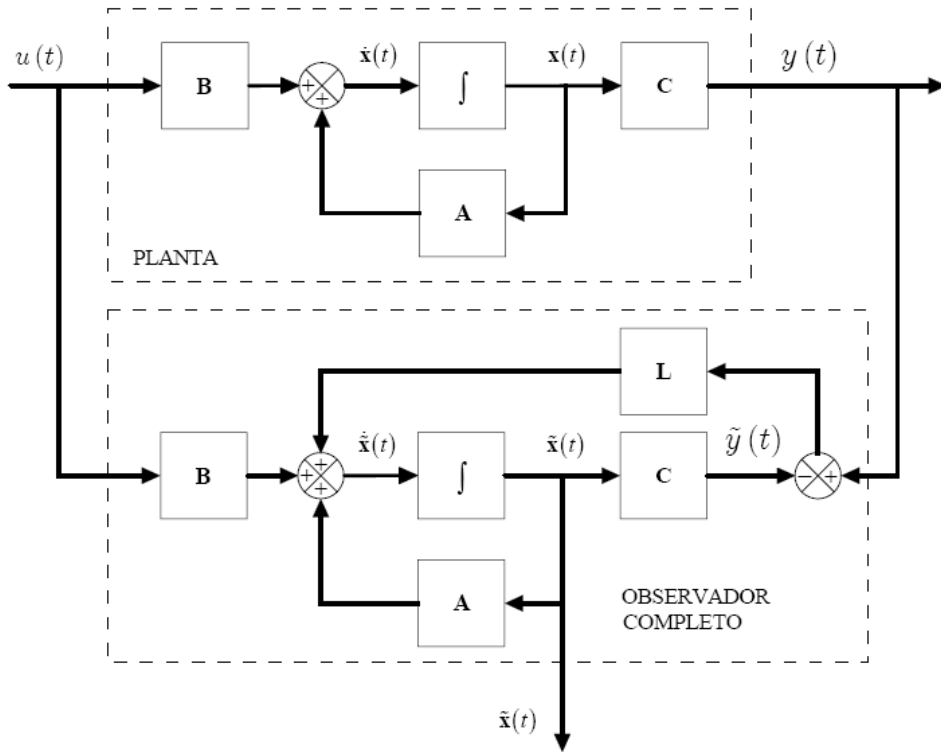 u(t)
ẋ(t)
x(t)
y(t)
B
+
+
∫
C
A
PLANTA
L
x̃̇(t)
x̃(t)
ỹ(t)
B
+
+
+
∫
C
−
+
A
OBSERVADOR
COMPLETO
x̃(t)